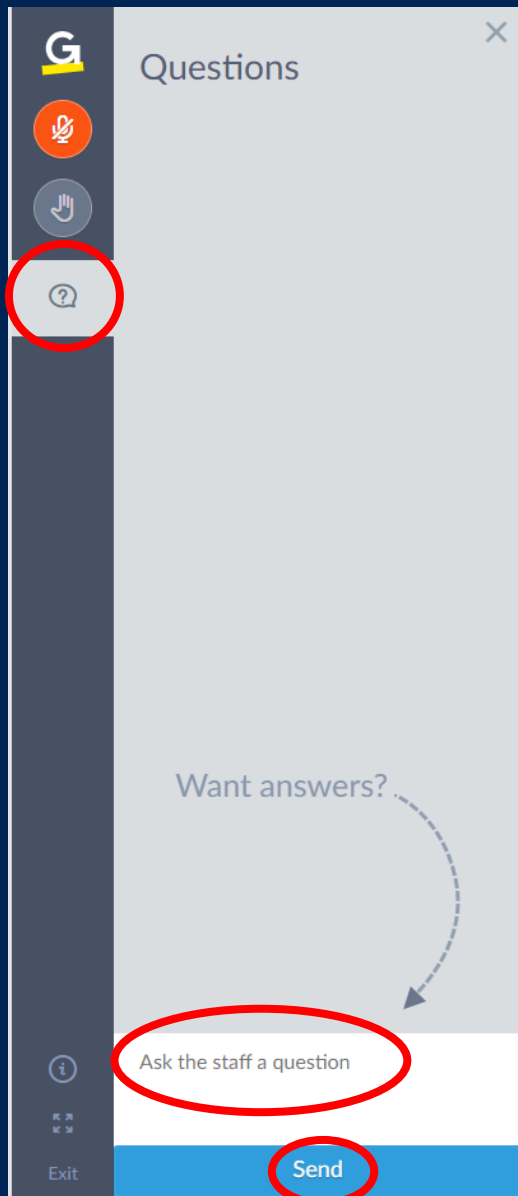 G
Questions
Want answers?
Ask the staff a question
Exit
Send